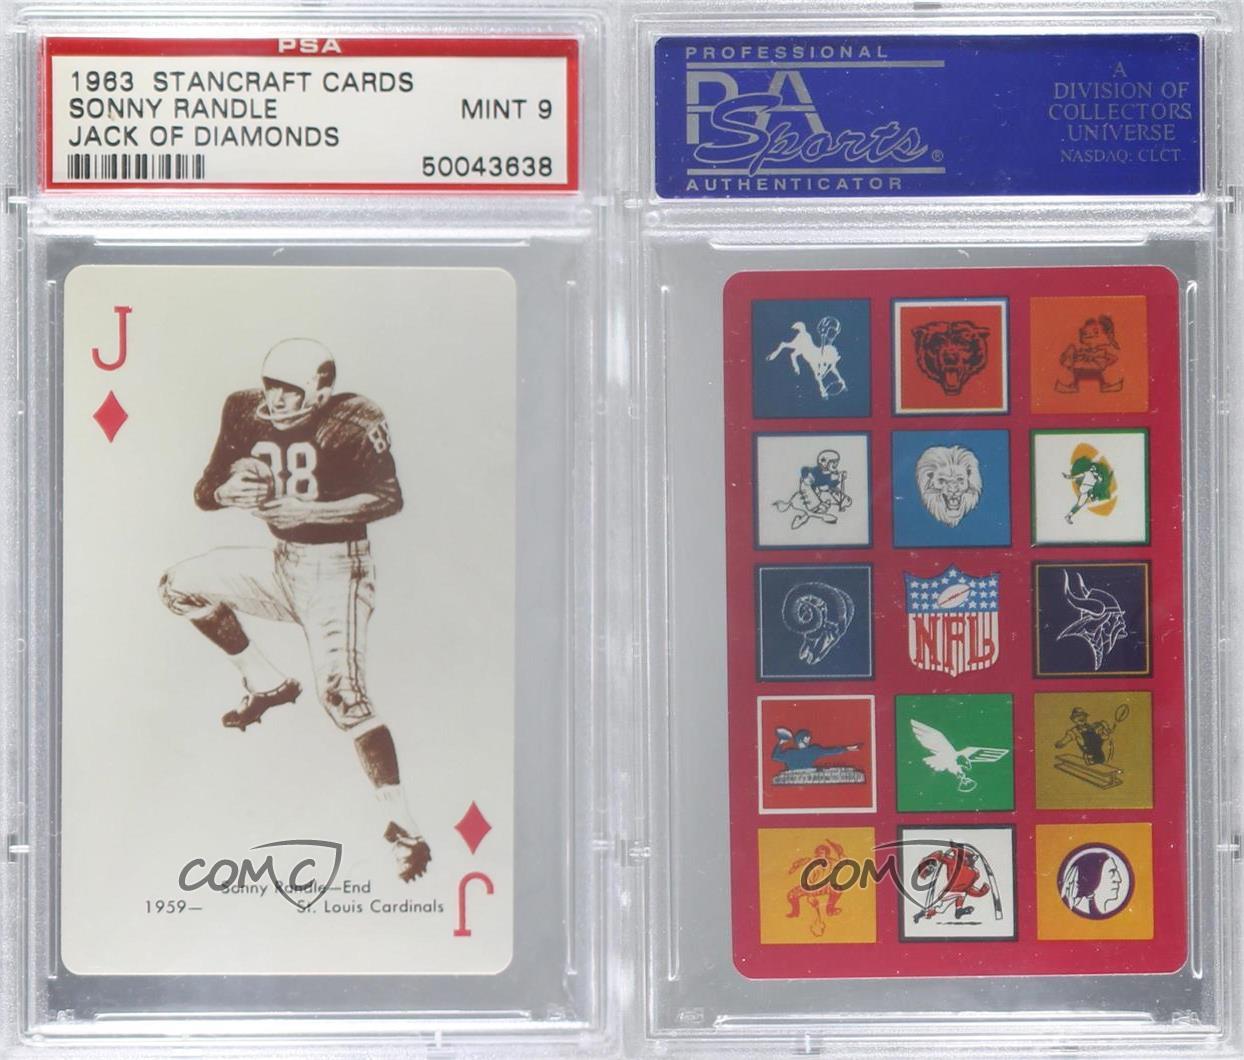 PSA
1963 STANCRAFT CARDS
SONNY RANDLE MINT 9
JACK OF DIAMONDS
50043638
J
88
88
Sonny Randle—End
1959— St. Louis Cardinals
J
COMC
PROFESSIONAL
PSA
Sports®
AUTHENTICATOR
A
DIVISION OF
COLLECTORS
UNIVERSE
NASDAQ: CLCT
NFL
COMC